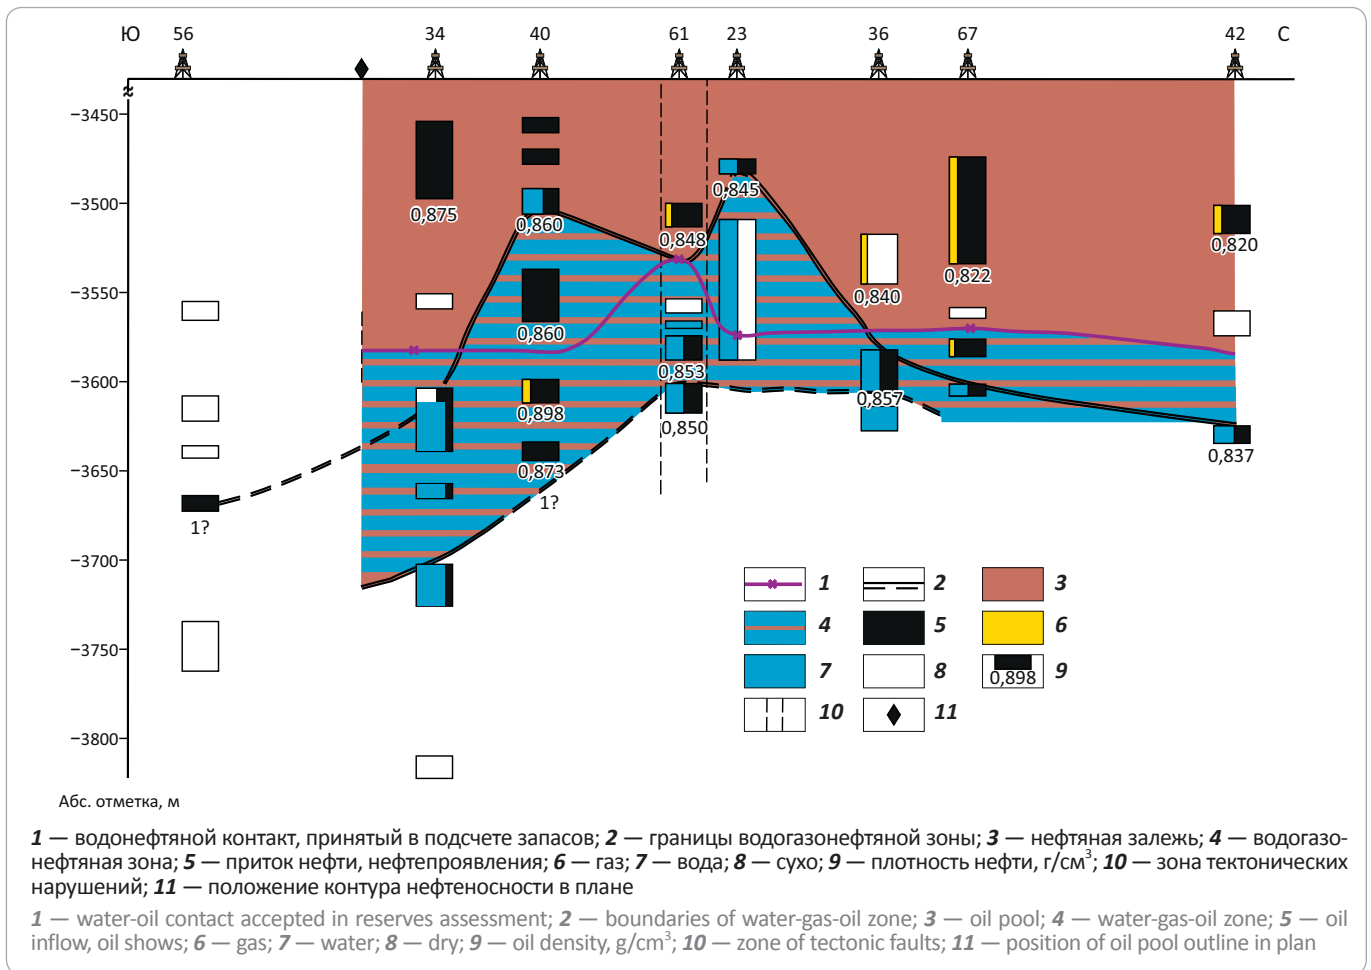 Ю 56 34 40 61 23 36 67 42 С
−3450
−3500
−3550
−3600
−3650
−3700
−3750
−3800
Абс. отметка, м
0,875
0,860
0,860
0,898
0,873
1?
1?
0,848
0,853
0,850
0,845
0,840
0,857
0,822
0,820
0,837
1 2 3
4 5 6
7 8 0,898 9
10 11
1 — водонефтяной контакт, принятый в подсчете запасов; 2 — границы водогазонефтяной зоны; 3 — нефтяная залежь; 4 — водогазо-
нефтяная зона; 5 — приток нефти, нефтепроявления; 6 — газ; 7 — вода; 8 — сухо; 9 — плотность нефти, г/см³; 10 — зона тектонических
нарушений; 11 — положение контура нефтеносности в плане
1 — water-oil contact accepted in reserves assessment; 2 — boundaries of water-gas-oil zone; 3 — oil pool; 4 — water-gas-oil zone; 5 — oil
inflow, oil shows; 6 — gas; 7 — water; 8 — dry; 9 — oil density, g/cm³; 10 — zone of tectonic faults; 11 — position of oil pool outline in plan